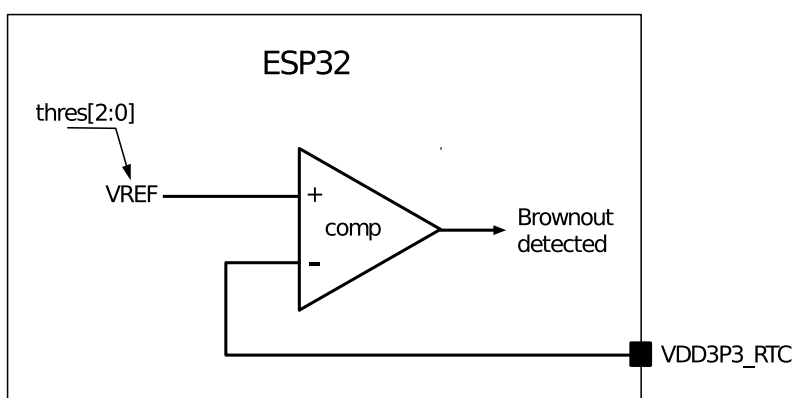 ESP32
thres[2:0]
VREF
+
comp
-
Brownout
detected
VDD3P3_RTC